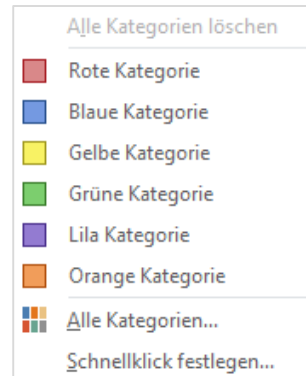 Alle Kategorien löschen
Rote Kategorie
Blaue Kategorie
Gelbe Kategorie
Grüne Kategorie
Lila Kategorie
Orange Kategorie
Alle Kategorien...
Schnellklick festlegen...